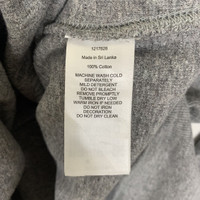 1217828
Made in Sri Lanka
100% Cotton
MACHINE WASH COLD
SEPARATELY
MILD DETERGENT
DO NOT BLEACH
REMOVE PROMPTLY
TUMBLE DRY LOW
WARM IRON IF NEEDED
DO NOT IRON
DECORATION
DO NOT DRY CLEAN